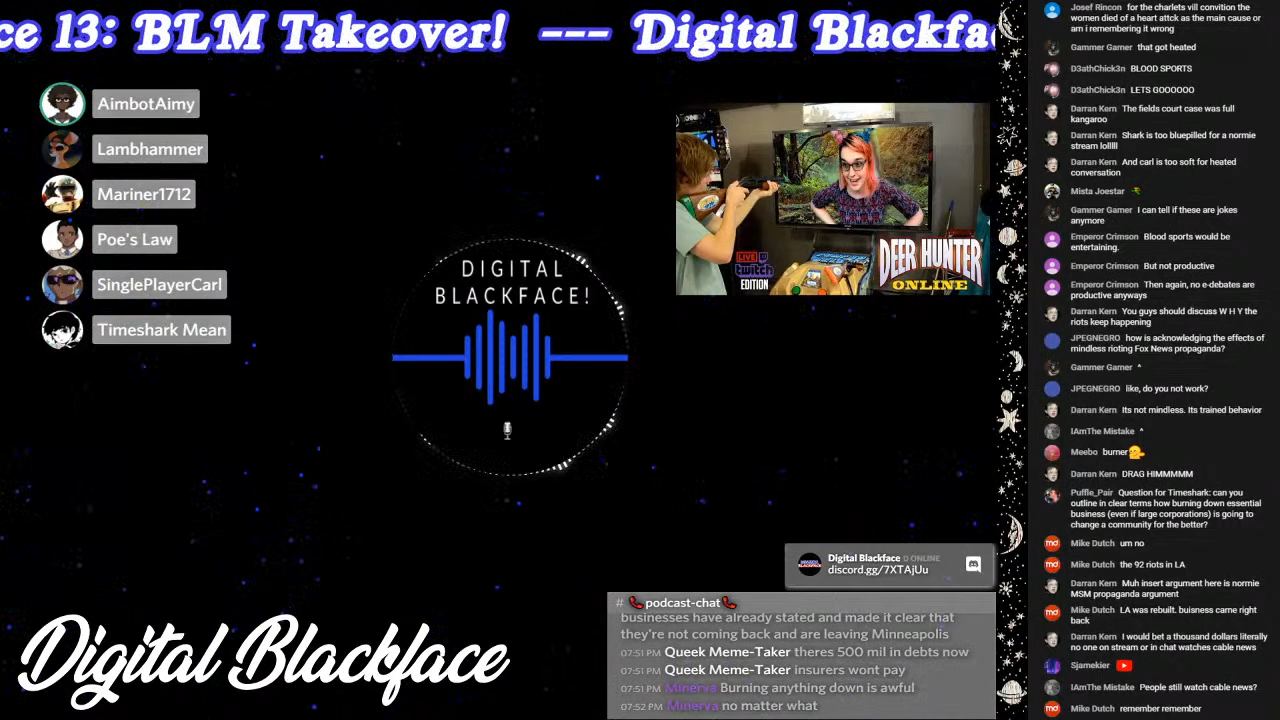 ce 13: BLM Takeover! --- Digital Blackfac
AimbotAimy
Lambhammer
Mariner1712
Poe's Law
SinglePlayerCarl
Timeshark Mean
DIGITAL
BLACKFACE!
LIVE
twitch
EDITION
DEER HUNTER
ONLINE
Digital Blackface
Digital Blackface D ONLINE
discord.gg/7XTAjUu
# podcast-chat
businesses have already stated and made it clear that
they're not coming back and are leaving Minneapolis
07:51 PM Queek Meme-Taker theres 500 mil in debts now
07:51 PM Queek Meme-Taker insurers wont pay
07:51 PM Minerva Burning anything down is awful
07:52 PM Minerva no matter what
Josef Rincon for the charlets vill convition the
women died of a heart attck as the main cause or
am i remembering it wrong
Gammer Gamer that got heated
D3athChick3n BLOOD SPORTS
D3athChick3n LETS GOOOOOO
Darran Kern The fields court case was full
kangaroo
Darran Kern Shark is too bluepilled for a normie
stream lolllll
Darran Kern And carl is too soft for heated
conversation
Mista Joestar
Gammer Gamer I can tell if these are jokes
anymore
Emperor Crimson Blood sports would be
entertaining.
Emperor Crimson But not productive
Emperor Crimson Then again, no e-debates are
productive anyways
Darran Kern You guys should discuss W H Y the
riots keep happening
JPEGNEGRO how is acknowledging the effects of
mindless rioting Fox News propaganda?
Gammer Gamer ^
JPEGNEGRO like, do you not work?
Darran Kern Its not mindless. Its trained behavior
IAmThe Mistake ^
Meebo burner
Darran Kern DRAG HIMMMMM
Puffle_Pair Question for Timeshark: can you
outline in clear terms how burning down essential
business (even if large corporations) is going to
change a community for the better?
Mike Dutch um no
Mike Dutch the 92 riots in LA
Darran Kern Muh insert argument here is normie
MSM propaganda argument
Mike Dutch LA was rebuilt. buisness came right
back
Darran Kern I would bet a thousand dollars literally
no one on stream or in chat watches cable news
Sjamekier
IAmThe Mistake People still watch cable news?
Mike Dutch remember remember